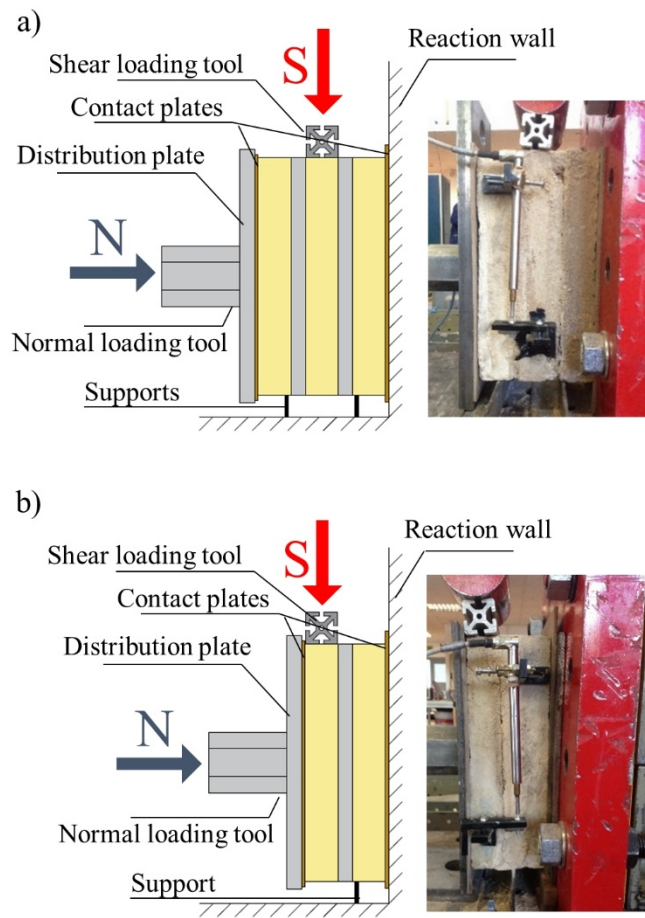 a)
S
Reaction wall
Shear loading tool
Contact plates
Distribution plate
N
Normal loading tool
Supports
b)
S
Reaction wall
Shear loading tool
Contact plates
Distribution plate
N
Normal loading tool
Support